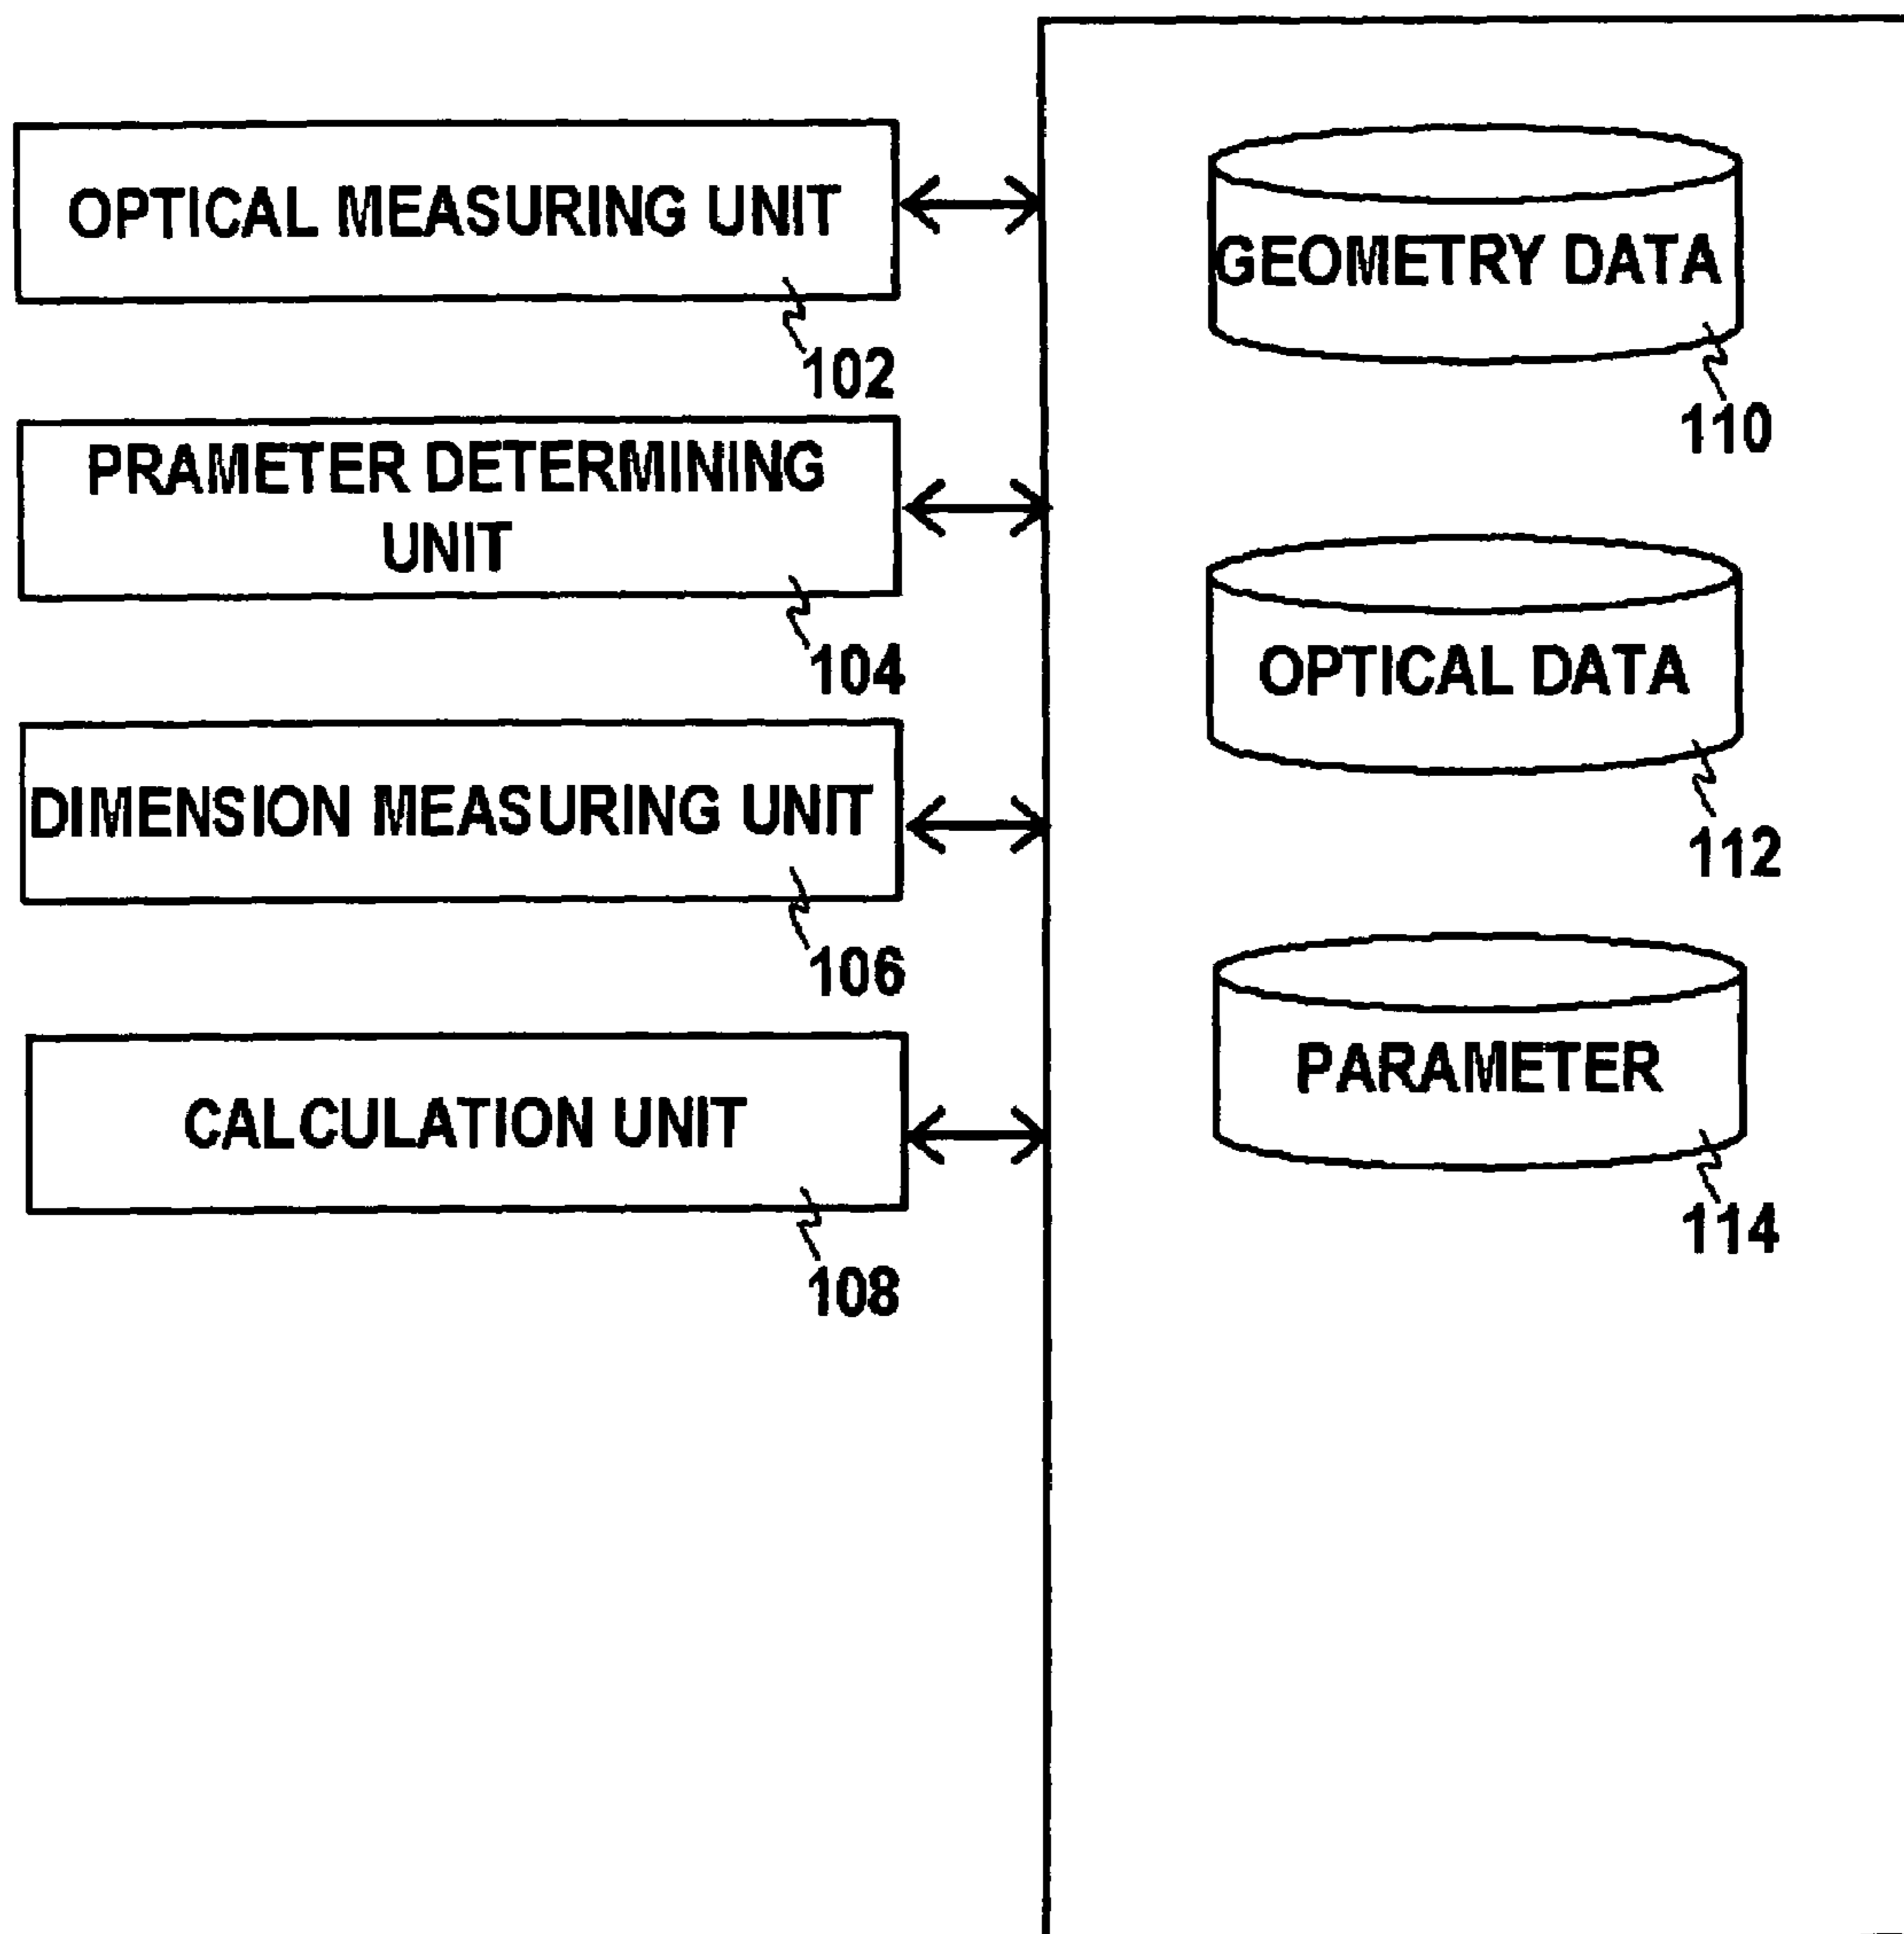 OPTICAL MEASURING UNIT
102
PRAMETER DETERMINING
UNIT
104
DIMENSION MEASURING UNIT
106
CALCULATION UNIT
108
GEOMETRY DATA
110
OPTICAL DATA
112
PARAMETER
114